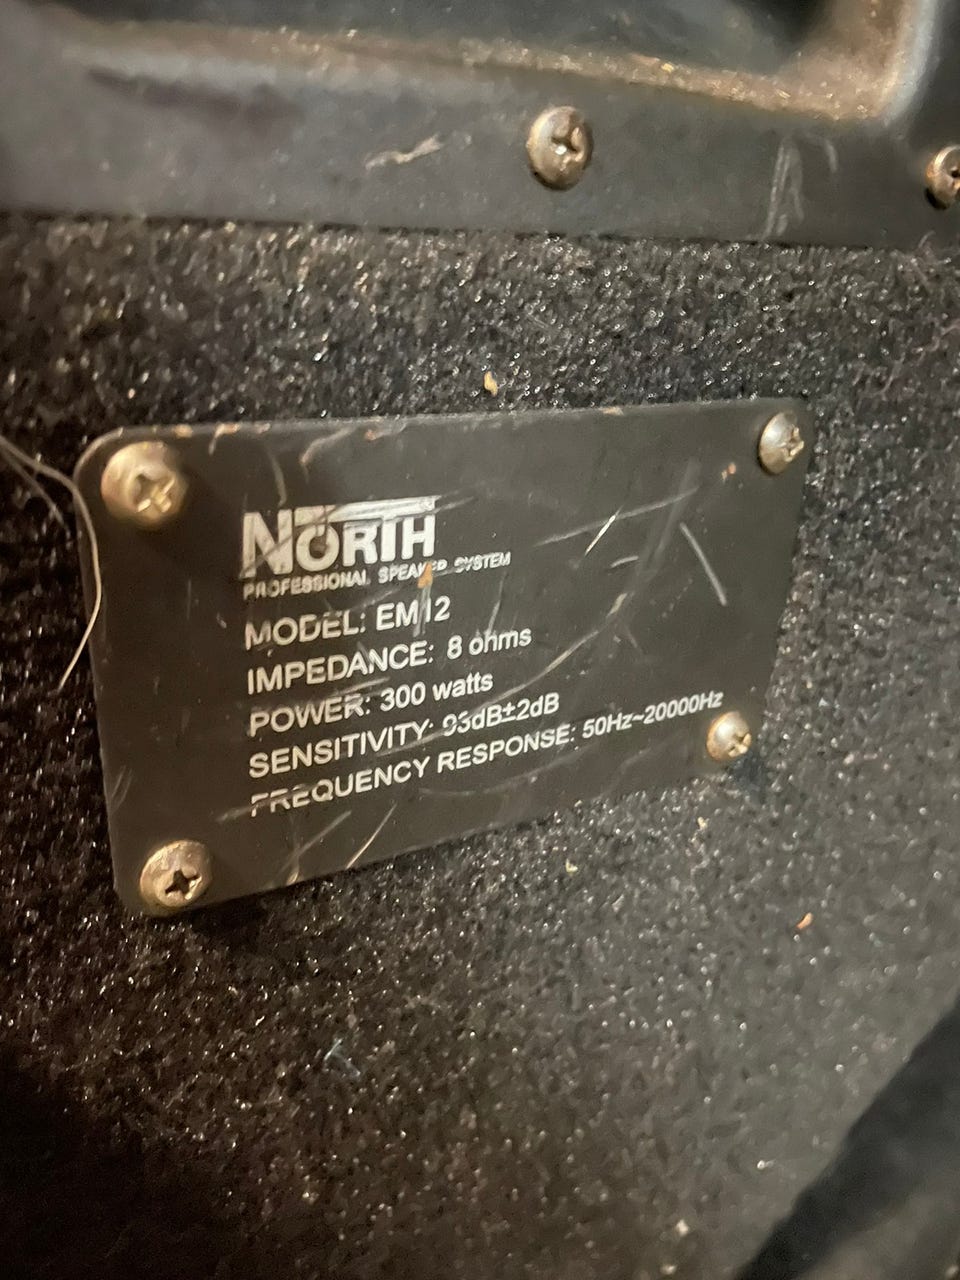 NORTH
PROFESSIONAL SPEAKER SYSTEM
MODEL: EM12
IMPEDANCE: 8 ohms
POWER: 300 watts
SENSITIVITY: 93dB±2dB
FREQUENCY RESPONSE: 50Hz~20000Hz